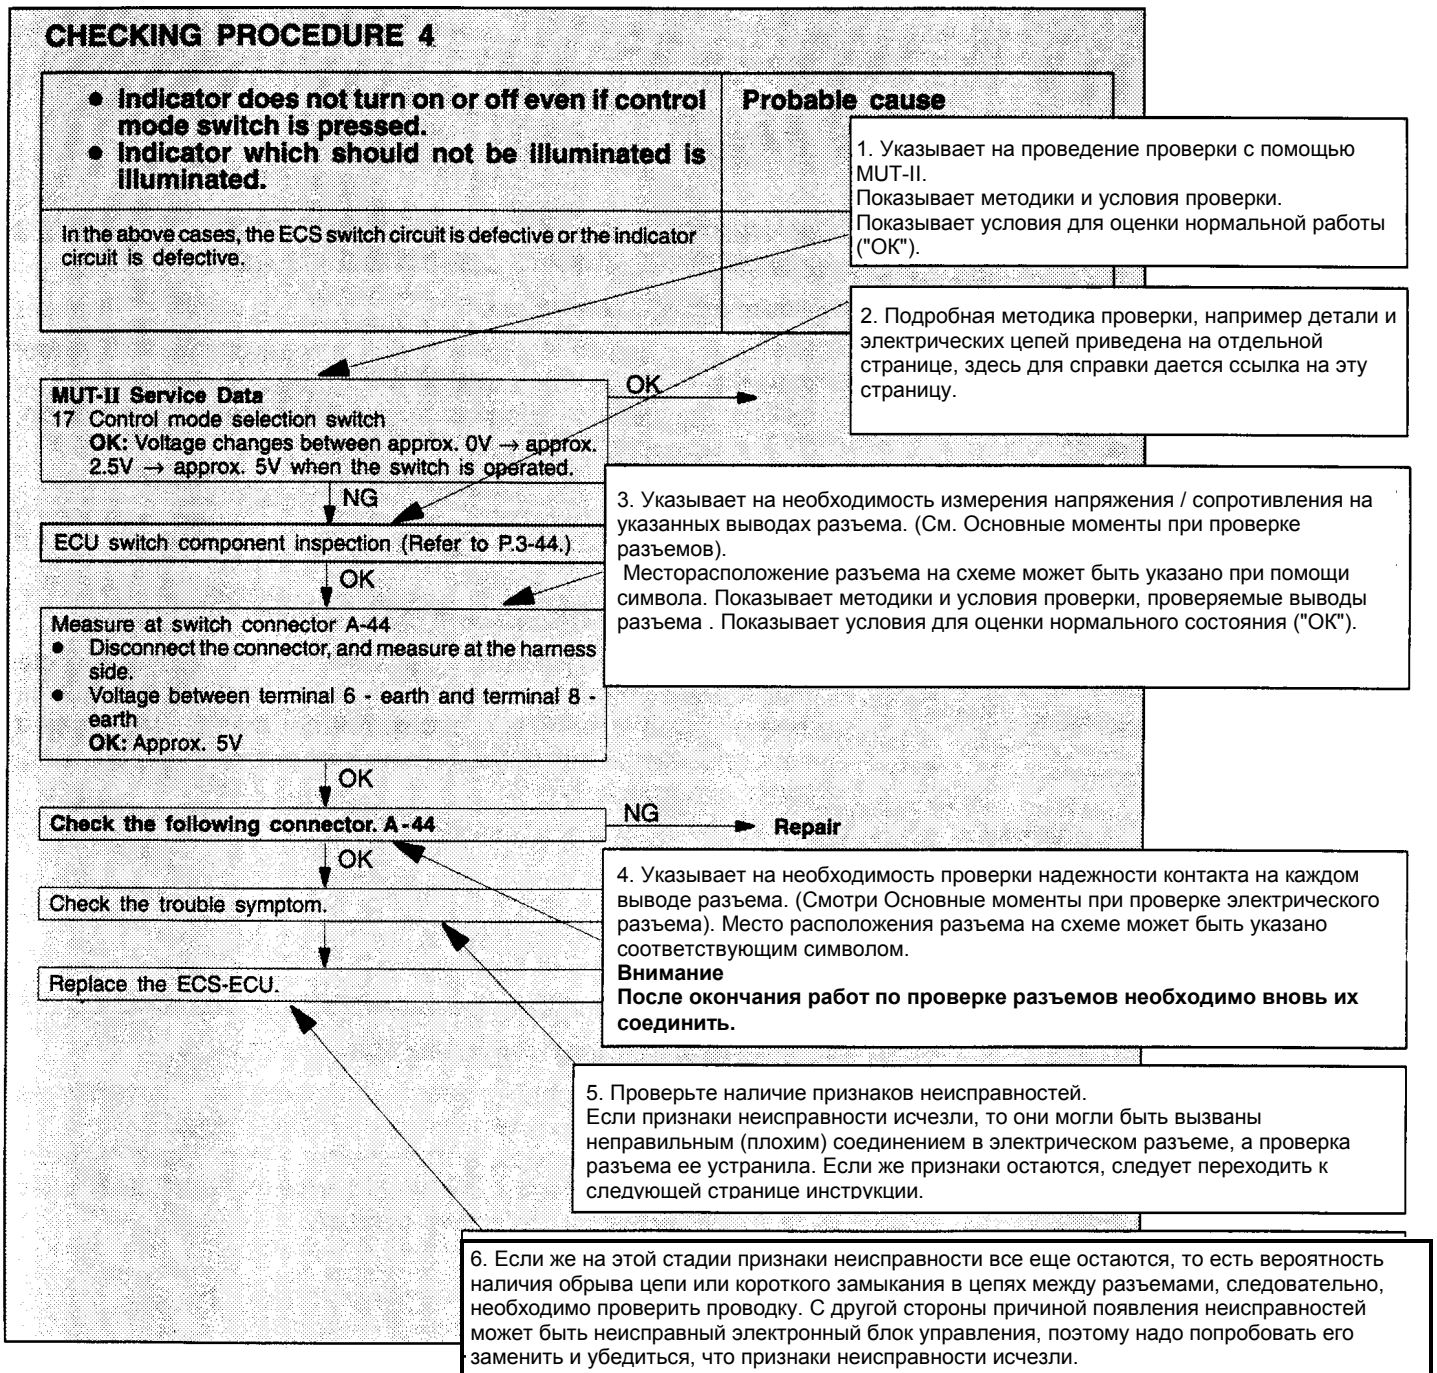 CHECKING PROCEDURE 4
● Indicator does not turn on or off even if control
mode switch is pressed.
● Indicator which should not be illuminated is
illuminated.
Probable cause
In the above cases, the ECS switch circuit is defective or the indicator
circuit is defective.
1. Указывает на проведение проверки с помощью
MUT-II.
Показывает методики и условия проверки.
Показывает условия для оценки нормальной работы
("ОК").
2. Подробная методика проверки, например детали и
электрических цепей приведена на отдельной
странице, здесь для справки дается ссылка на эту
страницу.
MUT-II Service Data
17 Control mode selection switch
OK: Voltage changes between approx. 0V → approx.
2.5V → approx. 5V when the switch is operated.
OK
NG
3. Указывает на необходимость измерения напряжения / сопротивления на
указанных выводах разъема. (См. Основные моменты при проверке
разъемов).
Месторасположение разъема на схеме может быть указано при помощи
символа. Показывает методики и условия проверки, проверяемые выводы
разъема . Показывает условия для оценки нормального состояния ("ОК").
ECU switch component inspection (Refer to P.3-44.)
OK
Measure at switch connector A-44
● Disconnect the connector, and measure at the harness
side.
● Voltage between terminal 6 - earth and terminal 8 -
earth
OK: Approx. 5V
OK
Check the following connector. A-44
NG
Repair
OK
4. Указывает на необходимость проверки надежности контакта на каждом
выводе разъема. (Смотри Основные моменты при проверке электрического
разъема). Место расположения разъема на схеме может быть указано
соответствующим символом.
Внимание
После окончания работ по проверке разъемов необходимо вновь их
соединить.
Check the trouble symptom.
Replace the ECS-ECU.
5. Проверьте наличие признаков неисправностей.
Если признаки неисправности исчезли, то они могли быть вызваны
неправильным (плохим) соединением в электрическом разъеме, а проверка
разъема ее устранила. Если же признаки остаются, следует переходить к
следующей странице инструкции.
6. Если же на этой стадии признаки неисправности все еще остаются, то есть вероятность
наличия обрыва цепи или короткого замыкания в цепях между разъемами, следовательно,
необходимо проверить проводку. С другой стороны причиной появления неисправностей
может быть неисправный электронный блок управления, поэтому надо попробовать его
заменить и убедиться, что признаки неисправности исчезли.